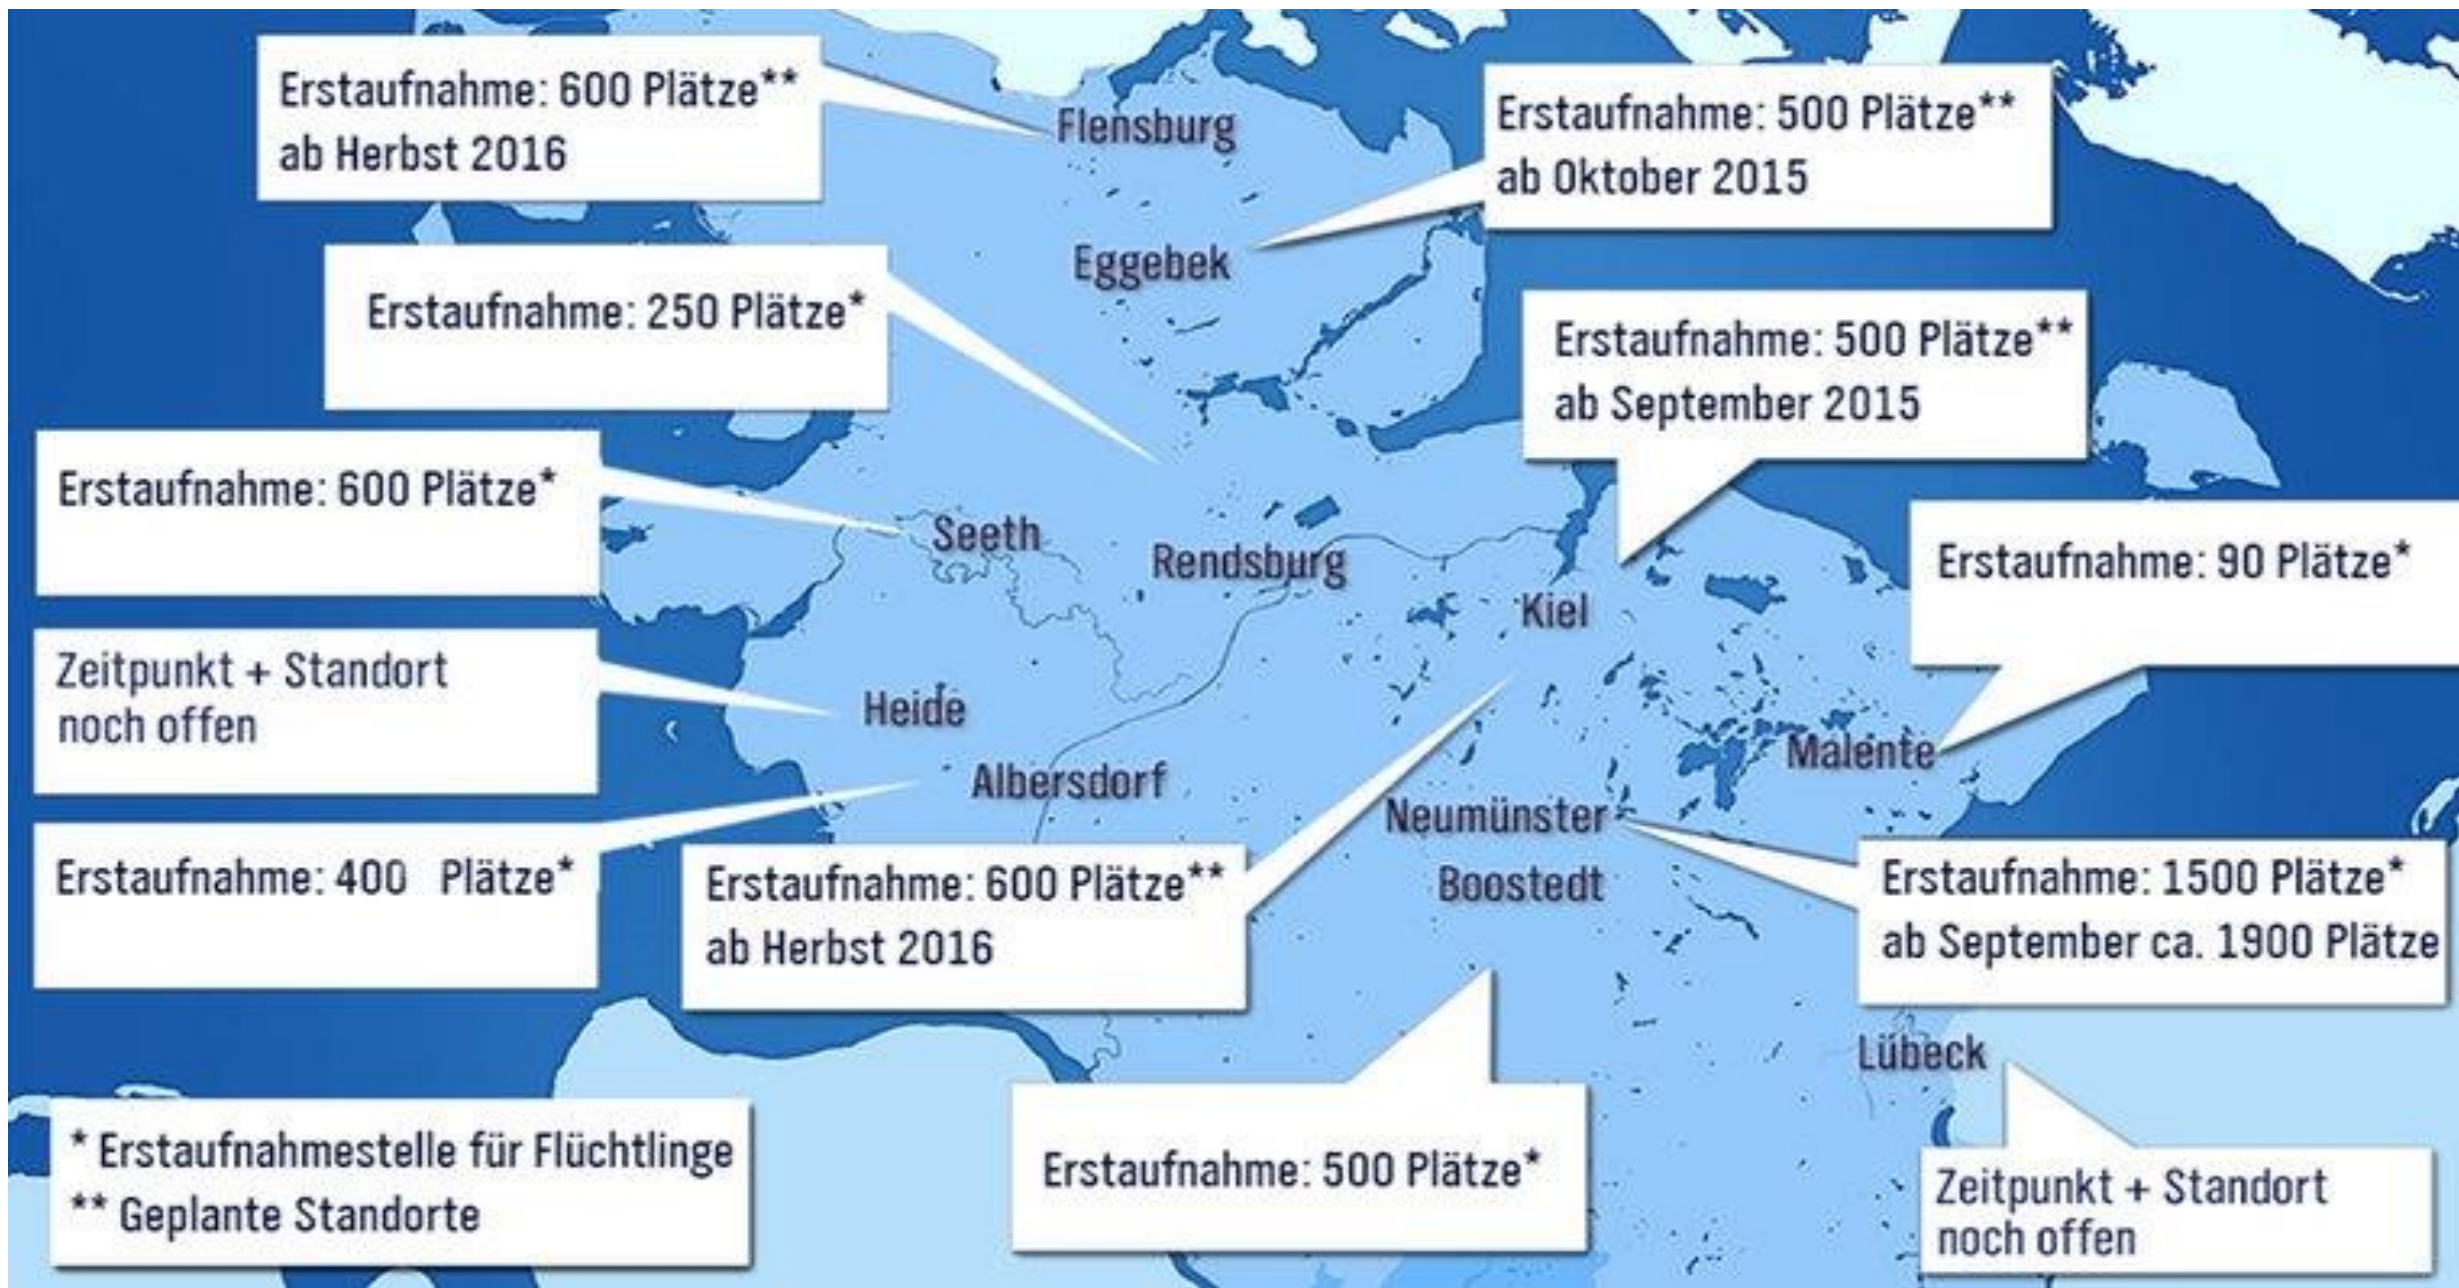 Erstaufnahme: 600 Plätze**
ab Herbst 2016
Flensburg
Erstaufnahme: 500 Plätze**
ab Oktober 2015
Eggebek
Erstaufnahme: 250 Plätze*
Erstaufnahme: 500 Plätze**
ab September 2015
Erstaufnahme: 600 Plätze*
Seeth
Rendsburg
Kiel
Erstaufnahme: 90 Plätze*
Zeitpunkt + Standort
noch offen
Heide
Malente
Albersdorf
Neumünster
Erstaufnahme: 400 Plätze*
Erstaufnahme: 600 Plätze**
ab Herbst 2016
Boostedt
Erstaufnahme: 1500 Plätze*
ab September ca. 1900 Plätze
Lübeck
* Erstaufnahmestelle für Flüchtlinge
** Geplante Standorte
Erstaufnahme: 500 Plätze*
Zeitpunkt + Standort
noch offen